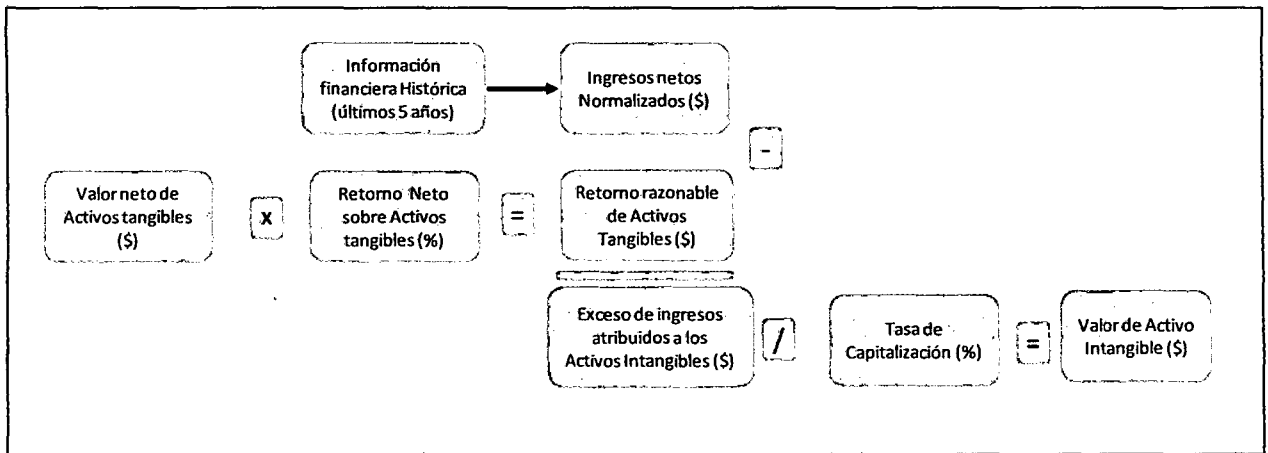 Información
financiera Histórica
(últimos 5 años)
Ingresos netos
Normalizados ($)
-
Valor neto de
Activos tangibles
($)
x
Retorno Neto
sobre Activos
tangibles (%)
=
Retorno razonable
de Activos
Tangibles ($)
Exceso de ingresos
atribuidos a los
Activos Intangibles ($)
/
Tasa de
Capitalización (%)
=
Valor de Activo
Intangible ($)